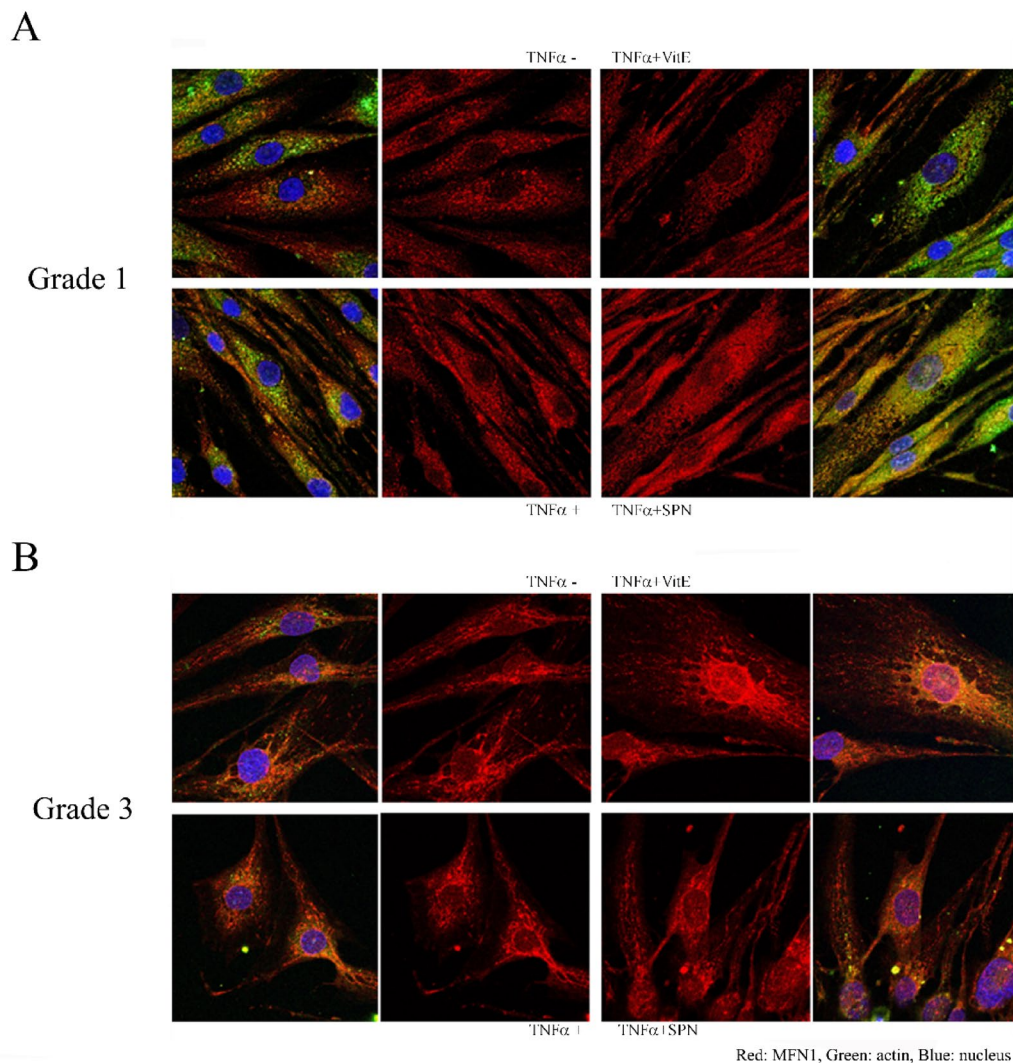 A
TNFα - TNFα+VitE
Grade 1
TNFα + TNFα+SPN
B
TNFα - TNFα+VitE
Grade 3
TNFα + TNFα+SPN
Red: MFN1, Green: actin, Blue: nucleus